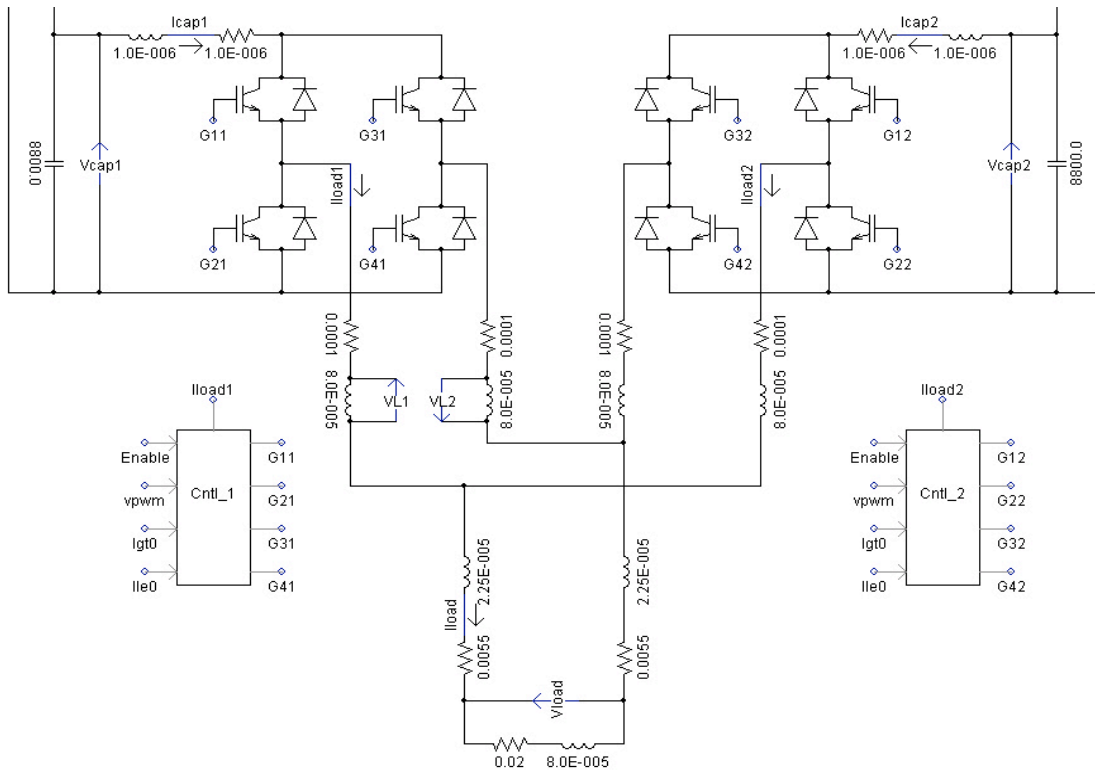 Icap1
1.0E-006
1.0E-006
Icap2
1.0E-006
1.0E-006
G11
G31
G32
G12
8800.0
Vcap1
Iload1
Iload2
Vcap2
8800.0
G21
G41
G42
G22
0.0001
0.0001
0.0001
0.0001
8.0E-005
VL1
VL2
8.0E-005
8.0E-005
8.0E-005
Iload1
Enable
vpwm
Igt0
Ile0
Cntl_1
G11
G21
G31
G41
Iload2
Enable
vpwm
Igt0
Ile0
Cntl_2
G12
G22
G32
G42
2.25E-005
2.25E-005
Iload
0.0055
0.0055
Vload
0.02
8.0E-005